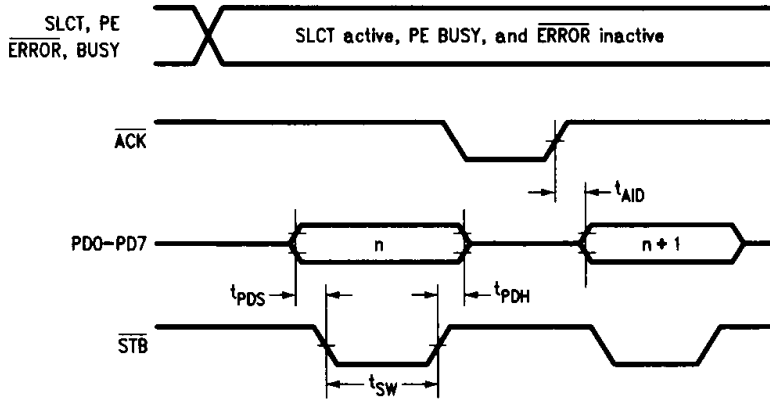 SLCT, PE
ERROR, BUSY
SLCT active, PE BUSY, and ERROR inactive
ACK
tAID
PD0-PD7
n
n + 1
tPDS
tPDH
STB
tSW